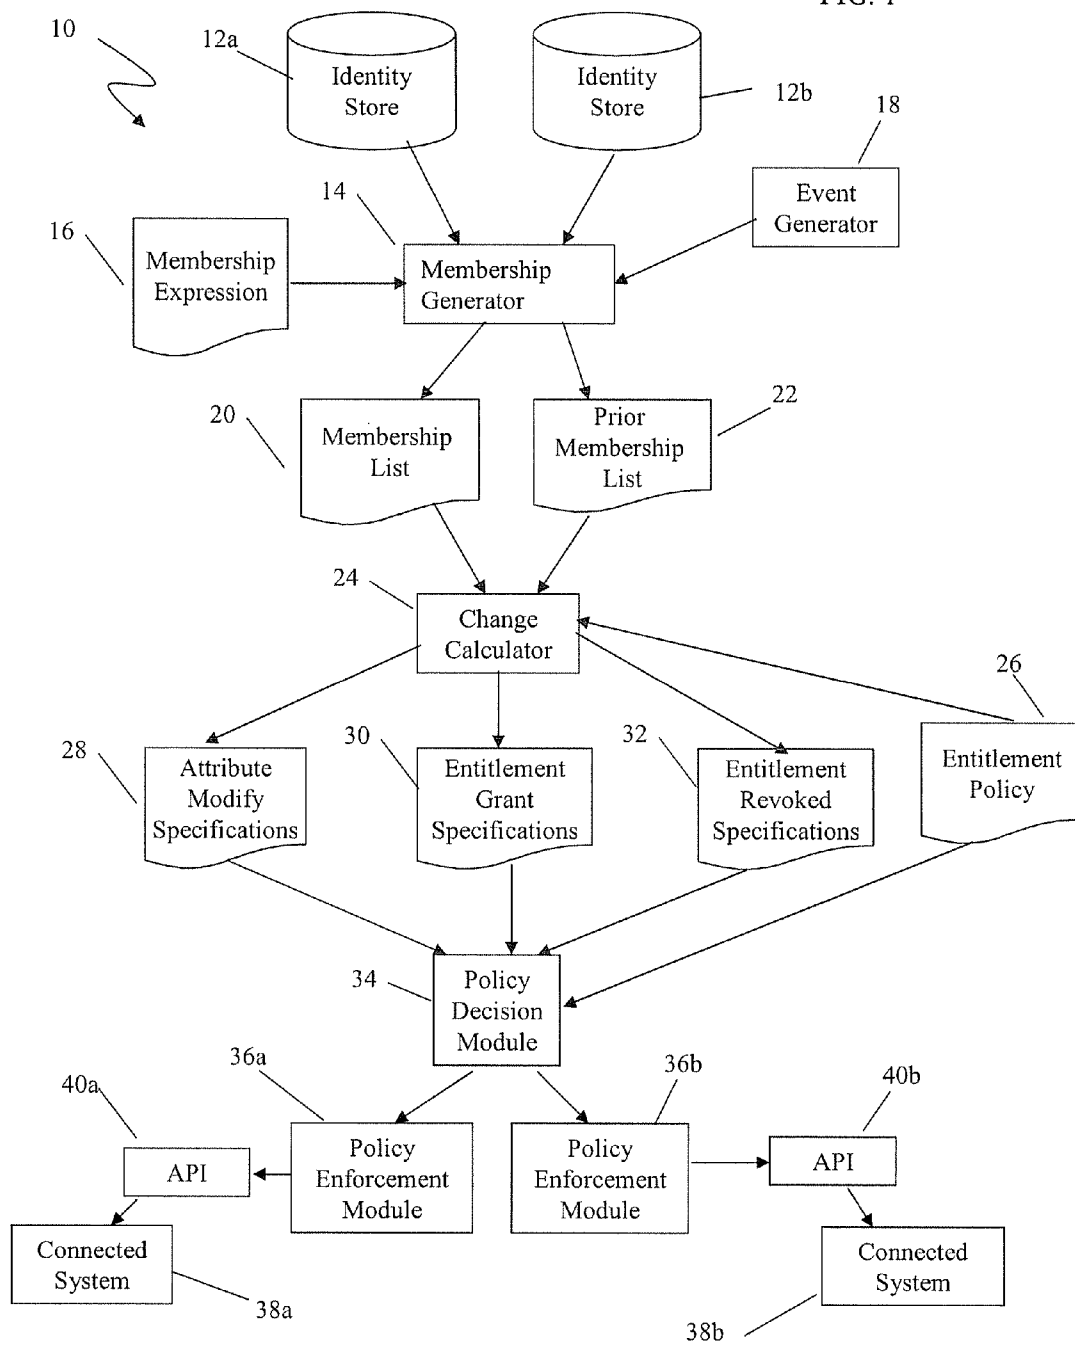 10
12a
Identity
Store
Identity
Store
12b
18
Event
Generator
14
16
Membership
Expression
Membership
Generator
20
Membership
List
Prior
Membership
List
22
24
Change
Calculator
26
28
Attribute
Modify
Specifications
30
Entitlement
Grant
Specifications
32
Entitlement
Revoked
Specifications
Entitlement
Policy
34
Policy
Decision
Module
36a
36b
40a
40b
API
Policy
Enforcement
Module
Policy
Enforcement
Module
API
Connected
System
38a
Connected
System
38b